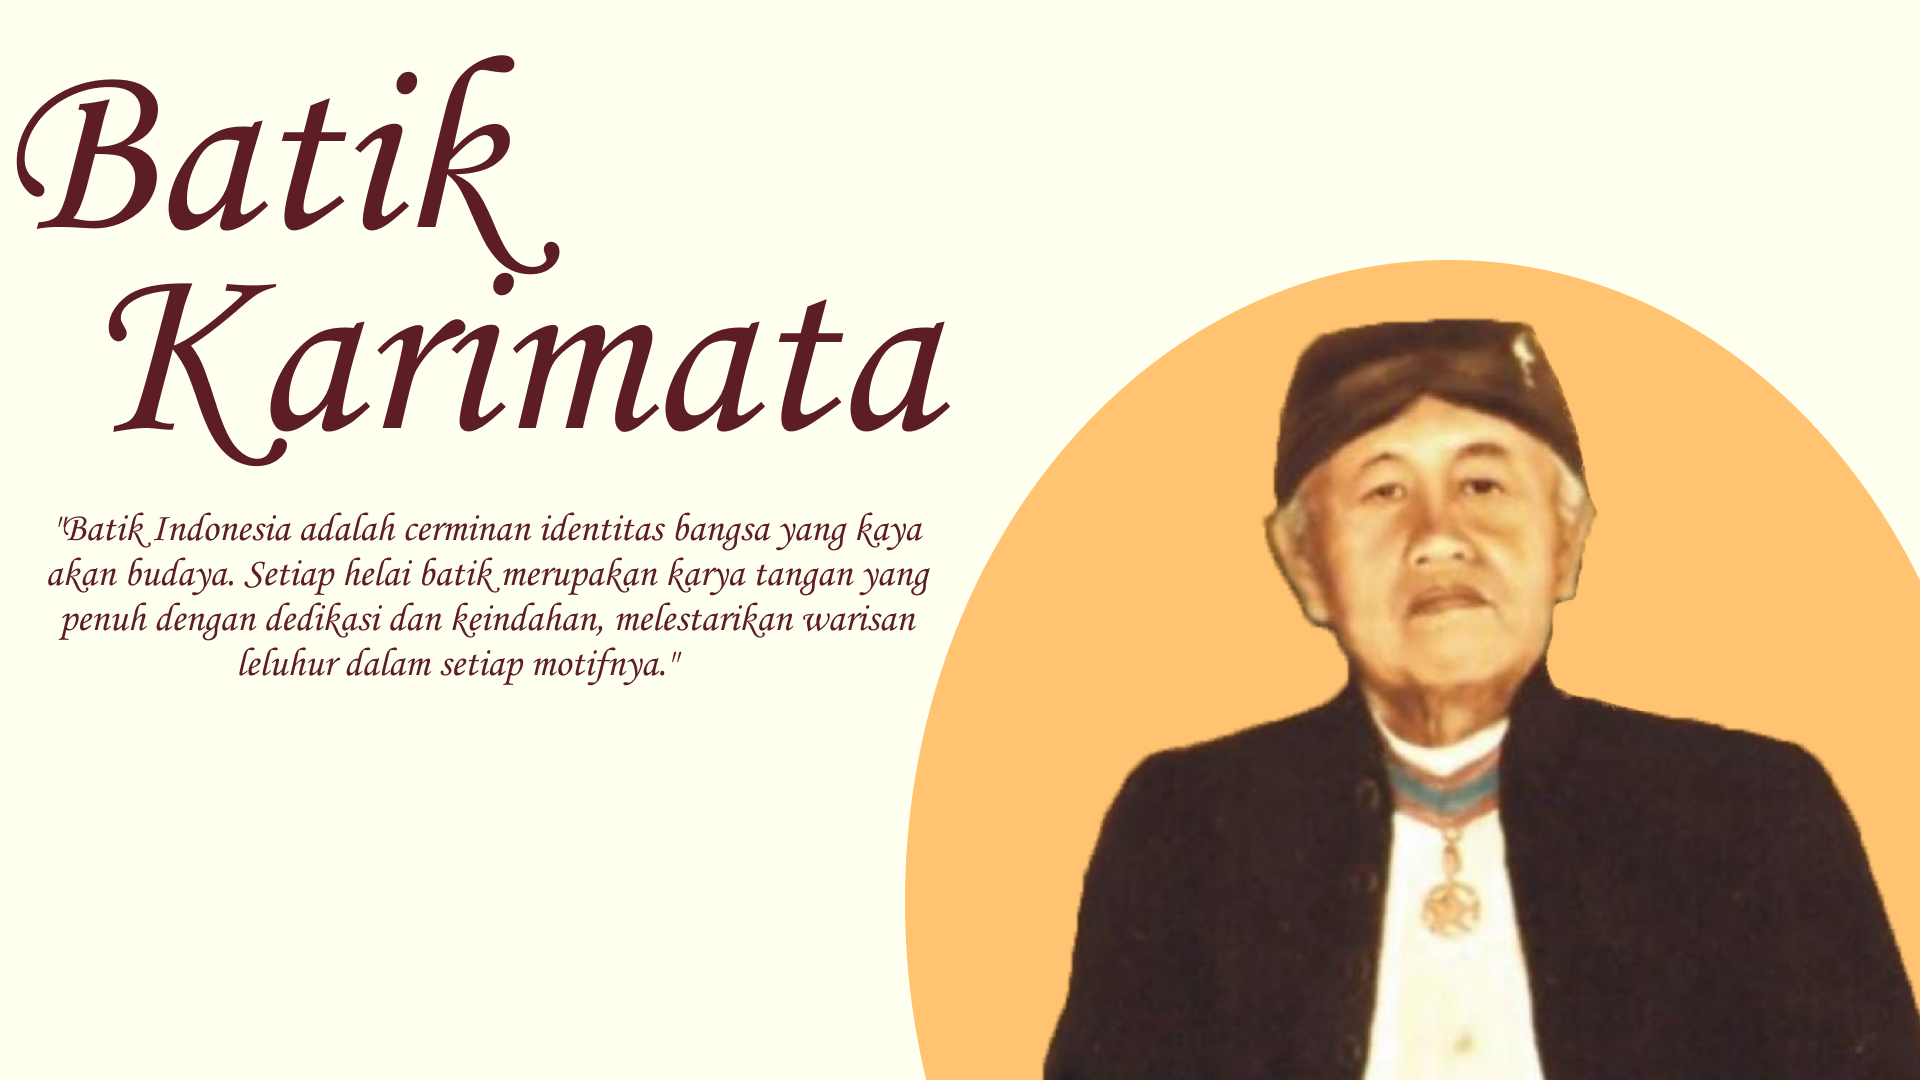 Batik
Karimata
"Batik Indonesia adalah cerminan identitas bangsa yang kaya
akan budaya. Setiap helai batik merupakan karya tangan yang
penuh dengan dedikasi dan keindahan, melestarikan warisan
leluhur dalam setiap motifnya."